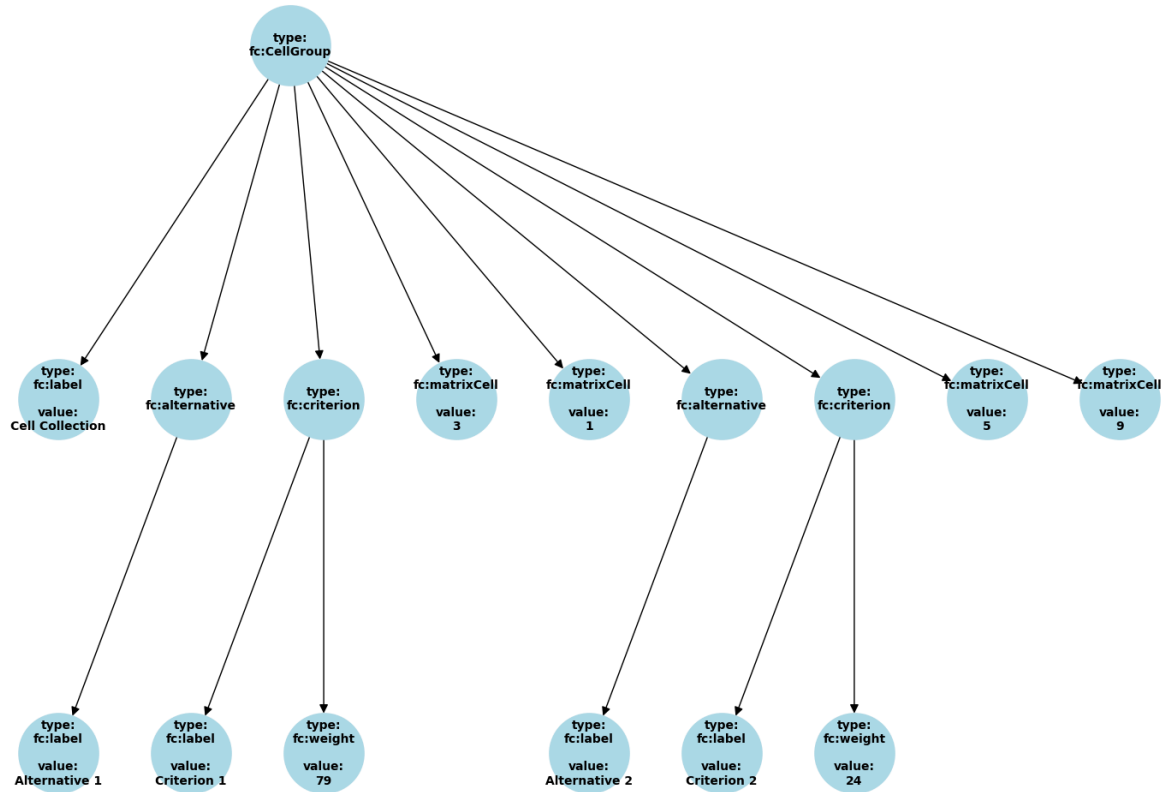 type:
fc:CellGroup
type:
fc:label
value:
Cell Collection
type:
fc:alternative
type:
fc:criterion
type:
fc:matrixCell
value:
3
type:
fc:matrixCell
value:
1
type:
fc:alternative
type:
fc:criterion
type:
fc:matrixCell
value:
5
type:
fc:matrixCell
value:
9
type:
fc:label
value:
Alternative 1
type:
fc:label
value:
Criterion 1
type:
fc:weight
value:
79
type:
fc:label
value:
Alternative 2
type:
fc:label
value:
Criterion 2
type:
fc:weight
value:
24